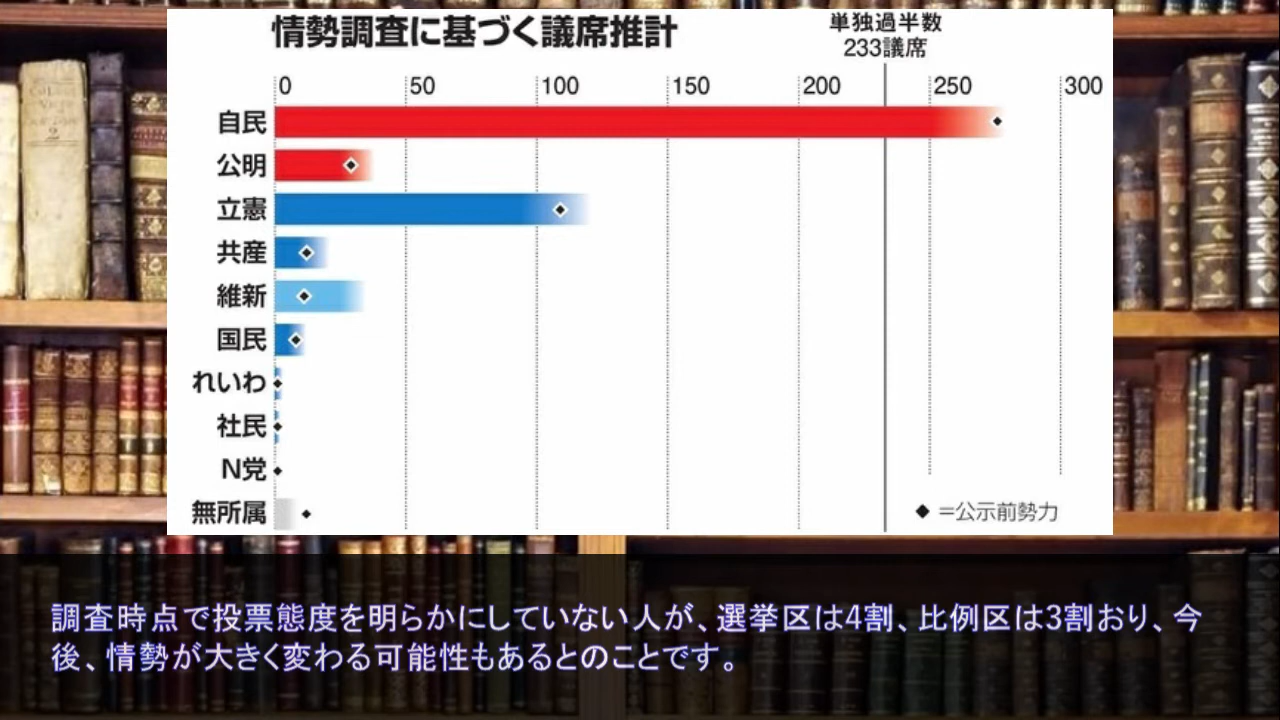 情勢調査に基づく議席推計
単独過半数
233議席
0 50 100 150 200 250 300
自民
公明
立憲
共産
維新
国民
れいわ
社民
N党
無所属
◆=公示前勢力
調査時点で投票態度を明らかにしていない人が、選挙区は4割、比例区は3割おり、今
後、情勢が大きく変わる可能性もあるとのことです。